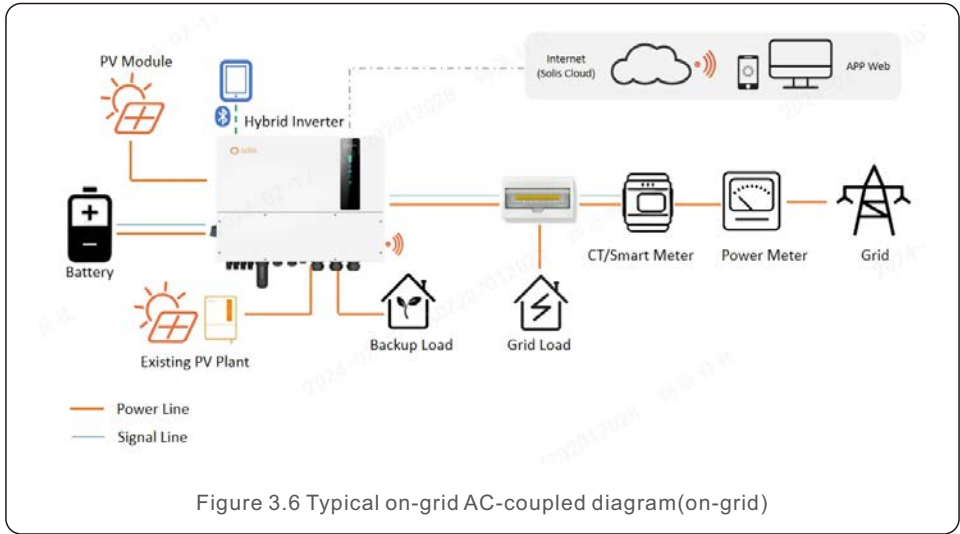 PV Module
Internet
(Solis Cloud)
APP Web
Hybrid Inverter
solis
Battery
CT/Smart Meter
Power Meter
Grid
Existing PV Plant
Backup Load
Grid Load
Power Line
Signal Line
Figure 3.6 Typical on-grid AC-coupled diagram(on-grid)